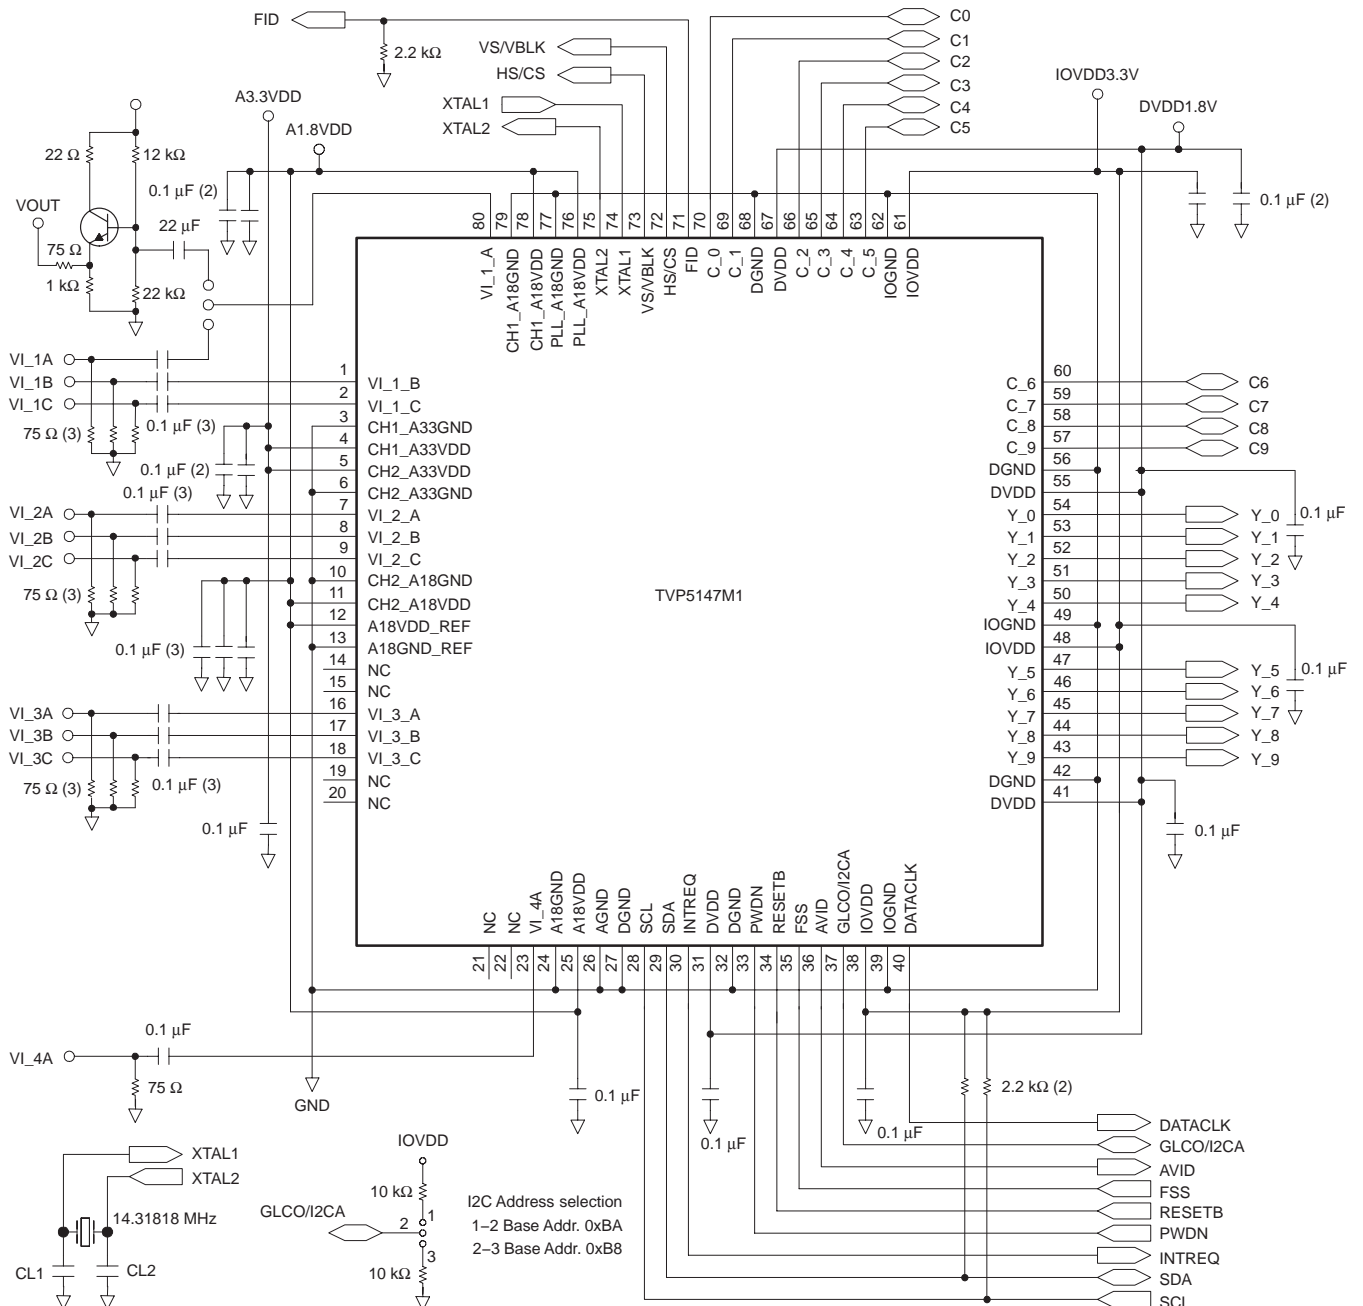 FID
2.2 kΩ
VS/VBLK
HS/CS
XTAL1
XTAL2
C0
C1
C2
C3
C4
C5
IOVDD3.3V
DVDD1.8V
0.1 µF (2)
A3.3VDD
A1.8VDD
22 Ω
12 kΩ
0.1 µF (2)
VOUT
22 µF
75 Ω
1 kΩ
22 kΩ
80
79
78
77
76
75
74
73
72
71
70
69
68
67
66
65
64
63
62
61
VI_1_A
CH1_A18GND
CH1_A18VDD
PLL_A18GND
PLL_A18VDD
XTAL2
XTAL1
VS/VBLK
HS/CS
FID
C_0
C_1
DGND
DVDD
C_2
C_3
C_4
C_5
IOGND
IOVDD
VI_1A
VI_1B
VI_1C
75 Ω (3)
0.1 µF (3)
0.1 µF (2)
0.1 µF (3)
VI_2A
VI_2B
VI_2C
75 Ω (3)
0.1 µF (3)
VI_3A
VI_3B
VI_3C
75 Ω (3)
0.1 µF (3)
0.1 µF
1 VI_1_B
2 VI_1_C
3 CH1_A33GND
4 CH1_A33VDD
5 CH2_A33VDD
6 CH2_A33GND
7 VI_2_A
8 VI_2_B
9 VI_2_C
10 CH2_A18GND
11 CH2_A18VDD
12 A18VDD_REF
13 A18GND_REF
14 NC
15 NC
16 VI_3_A
17 VI_3_B
18 VI_3_C
19 NC
20 NC
TVP5147M1
C_6 60 C6
C_7 59 C7
C_8 58 C8
C_9 57 C9
DGND 56
DVDD 55
Y_0 54 Y_0
Y_1 53 Y_1
Y_2 52 Y_2
Y_3 51 Y_3
Y_4 50 Y_4
IOGND 49
IOVDD 48
Y_5 47 Y_5
Y_6 46 Y_6
Y_7 45 Y_7
Y_8 44 Y_8
Y_9 43 Y_9
DGND 42
DVDD 41
0.1 µF
0.1 µF
0.1 µF
NC
NC
VI_4A
A18GND
A18VDD
AGND
DGND
SCL
SDA
INTREQ
DVDD
DGND
PWDN
RESETB
FSS
AVID
GLCO/I2CA
IOVDD
IOGND
DATACLK
21
22
23
24
25
26
27
28
29
30
31
32
33
34
35
36
37
38
39
40
VI_4A
0.1 µF
75 Ω
GND
0.1 µF
0.1 µF
0.1 µF
2.2 kΩ (2)
DATACLK
GLCO/I2CA
AVID
FSS
RESETB
PWDN
INTREQ
SDA
SCL
XTAL1
XTAL2
14.31818 MHz
CL1
CL2
IOVDD
10 kΩ
GLCO/I2CA
1
2
3
10 kΩ
I2C Address selection
1–2 Base Addr. 0xBA
2–3 Base Addr. 0xB8